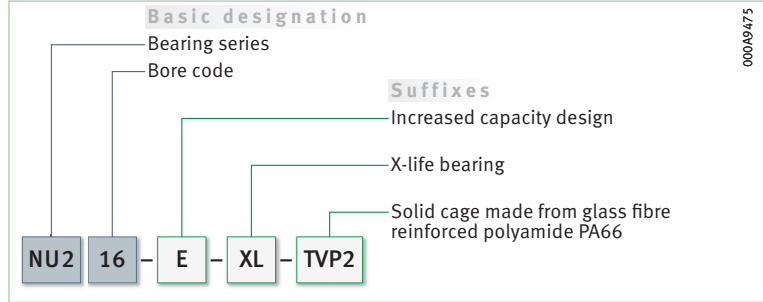 Basic designation
Bearing series
Bore code
Suffixes
Increased capacity design
X-life bearing
Solid cage made from glass fibre
reinforced polyamide PA66
NU2 16 – E – XL – TVP2
000A9475